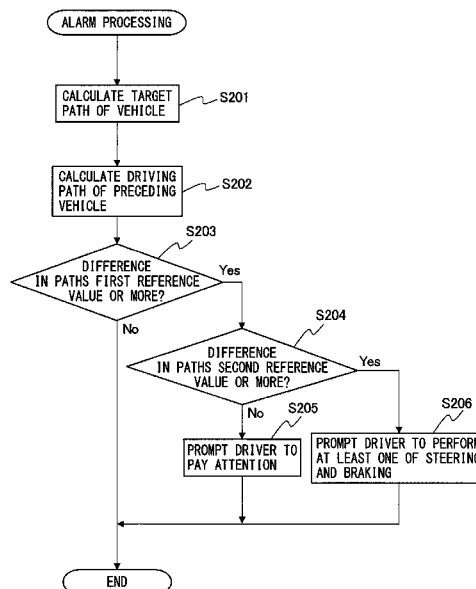 ALARM PROCESSING
S201
CALCULATE TARGET
PATH OF VEHICLE
S202
CALCULATE DRIVING
PATH OF PRECEDING
VEHICLE
S203
DIFFERENCE
IN PATHS FIRST REFERENCE
VALUE OR MORE?
Yes
No
S204
DIFFERENCE
IN PATHS SECOND REFERENCE
VALUE OR MORE?
Yes
No
S205
PROMPT DRIVER TO
PAY ATTENTION
S206
PROMPT DRIVER TO PERFORM
AT LEAST ONE OF STEERING
AND BRAKING
END